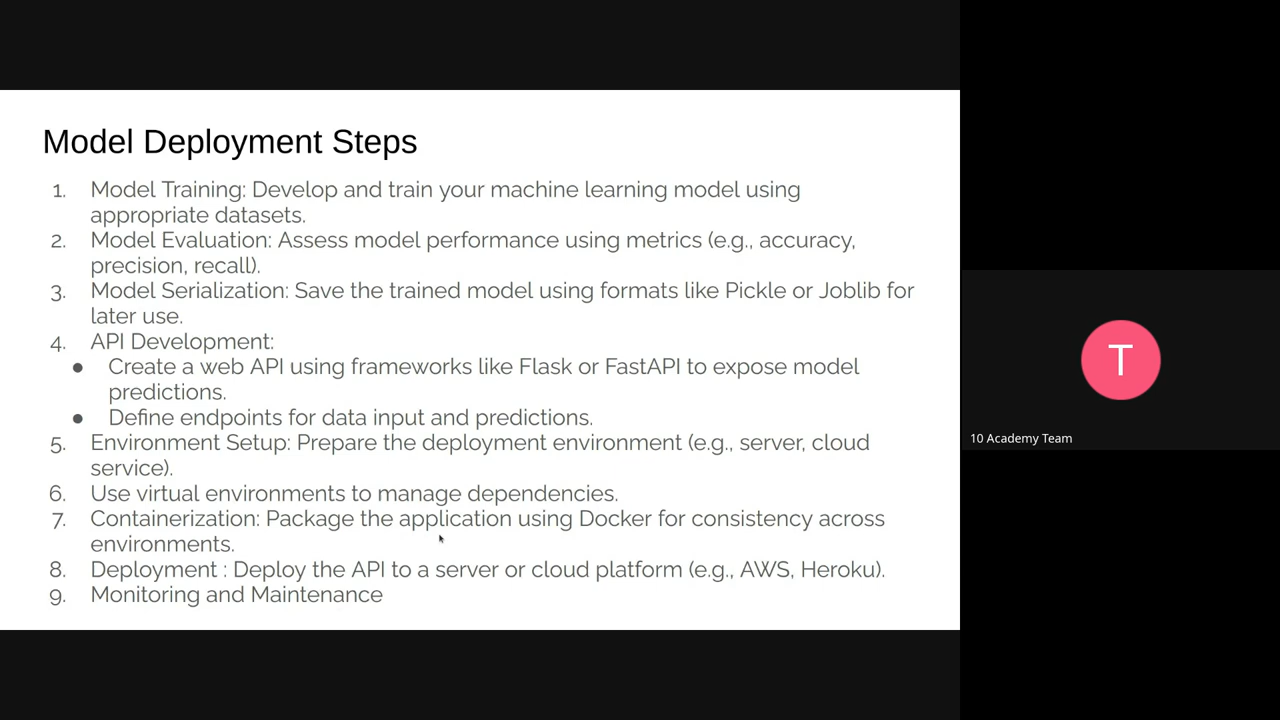 Model Deployment Steps
1. Model Training: Develop and train your machine learning model using
appropriate datasets.
2. Model Evaluation: Assess model performance using metrics (e.g., accuracy,
precision, recall).
3. Model Serialization: Save the trained model using formats like Pickle or Joblib for
later use.
4. API Development:
● Create a web API using frameworks like Flask or FastAPI to expose model
predictions.
● Define endpoints for data input and predictions.
5. Environment Setup: Prepare the deployment environment (e.g., server, cloud
service).
6. Use virtual environments to manage dependencies.
7. Containerization: Package the application using Docker for consistency across
environments.
8. Deployment : Deploy the API to a server or cloud platform (e.g., AWS, Heroku).
9. Monitoring and Maintenance
T
10 Academy Team